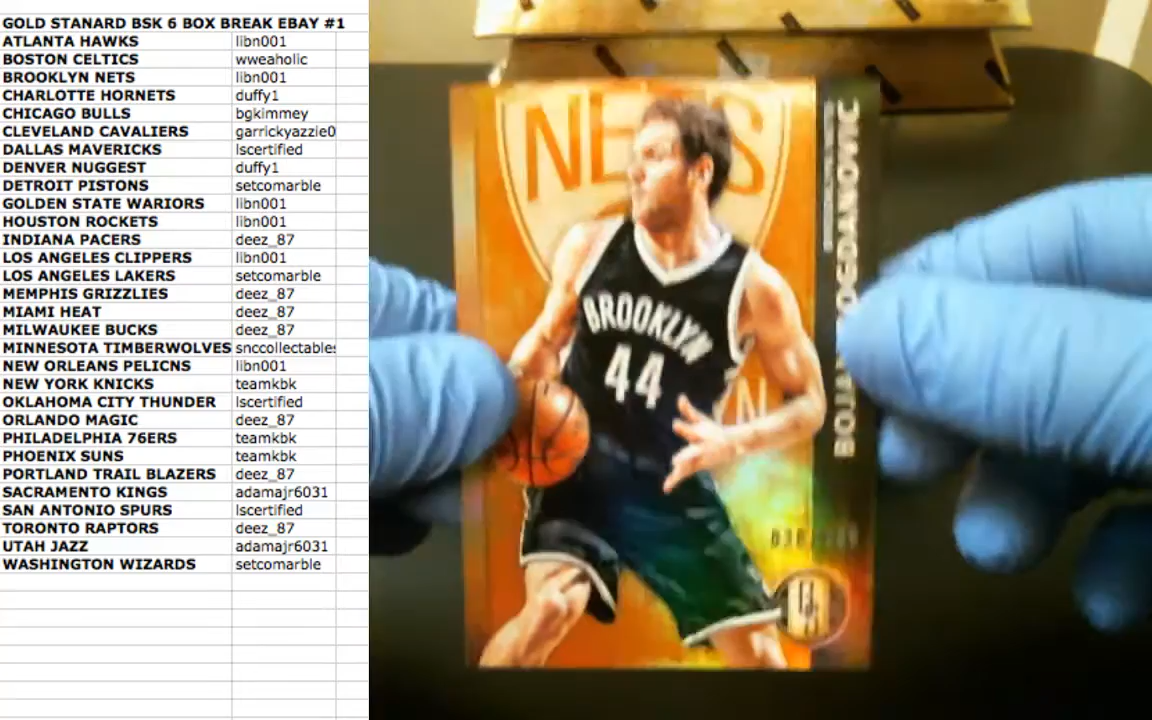 GOLD STANARD BSK 6 BOX BREAK EBAY #1
ATLANTA HAWKS libn001
BOSTON CELTICS wweaholic
BROOKLYN NETS libn001
CHARLOTTE HORNETS duffy1
CHICAGO BULLS bgkimmey
CLEVELAND CAVALIERS garrickyazzie0
DALLAS MAVERICKS lscertified
DENVER NUGGEST duffy1
DETROIT PISTONS setcomarble
GOLDEN STATE WARIORS libn001
HOUSTON ROCKETS libn001
INDIANA PACERS deez_87
LOS ANGELES CLIPPERS libn001
LOS ANGELES LAKERS setcomarble
MEMPHIS GRIZZLIES deez_87
MIAMI HEAT deez_87
MILWAUKEE BUCKS deez_87
MINNESOTA TIMBERWOLVES snccollectables
NEW ORLEANS PELICNS libn001
NEW YORK KNICKS teamkbk
OKLAHOMA CITY THUNDER lscertified
ORLANDO MAGIC deez_87
PHILADELPHIA 76ERS teamkbk
PHOENIX SUNS teamkbk
PORTLAND TRAIL BLAZERS deez_87
SACRAMENTO KINGS adamajr6031
SAN ANTONIO SPURS lscertified
TORONTO RAPTORS deez_87
UTAH JAZZ adamajr6031
WASHINGTON WIZARDS setcomarble
NETS
BROOKLYN
44